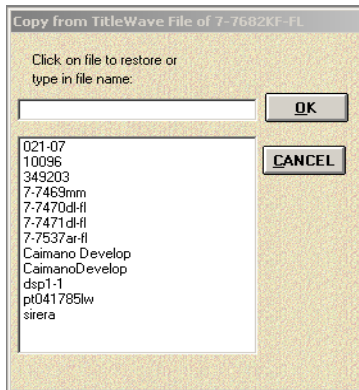 Copy from TitleWave File of 7-7682KF-FL
Click on file to restore or
type in file name:
OK
021-07
10096
349203
7-7469mm
7-7470dl-fl
7-7471dl-fl
7-7537ar-fl
Caimano Develop
CaimanoDevelop
dsp1-1
pt041785lw
sirera
CANCEL